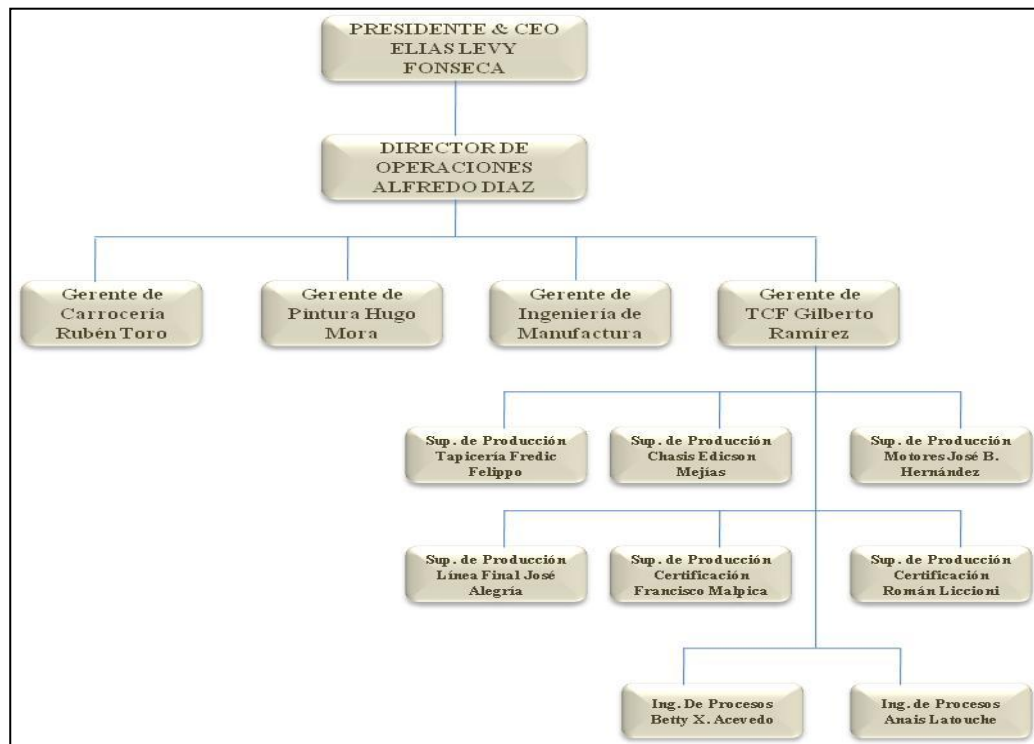 PRESIDENTE & CEO
ELIAS LEVY
FONSECA
DIRECTOR DE
OPERACIONES
ALFREDO DIAZ
Gerente de
Carrocería
Rubén Toro
Gerente de
Pintura Hugo
Mora
Gerente de
Ingeniería de
Manufactura
Gerente de
TCF Gilberto
Ramírez
Sup. de Producción
Tapicería Fredic
Felippo
Sup. de Producción
Chasis Edicson
Mejías
Sup. de Producción
Motores José B.
Hernández
Sup. de Producción
Línea Final José
Alegría
Sup. de Producción
Certificación
Francisco Malpica
Sup. de Producción
Certificación
Román Liccioni
Ing. De Procesos
Betty X. Acevedo
Ing. de Procesos
Anais Latouche